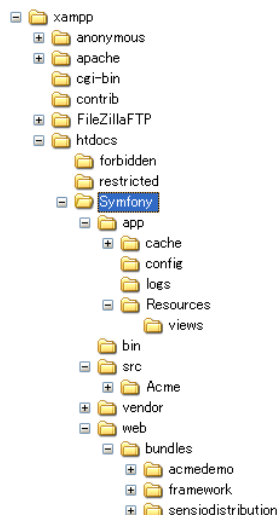 xampp
anonymous
apache
cgi-bin
contrib
FileZillaFTP
htdocs
forbidden
restricted
Symfony
app
cache
config
logs
Resources
views
bin
src
Acme
vendor
web
bundles
acmedemo
framework
sensiodistribution